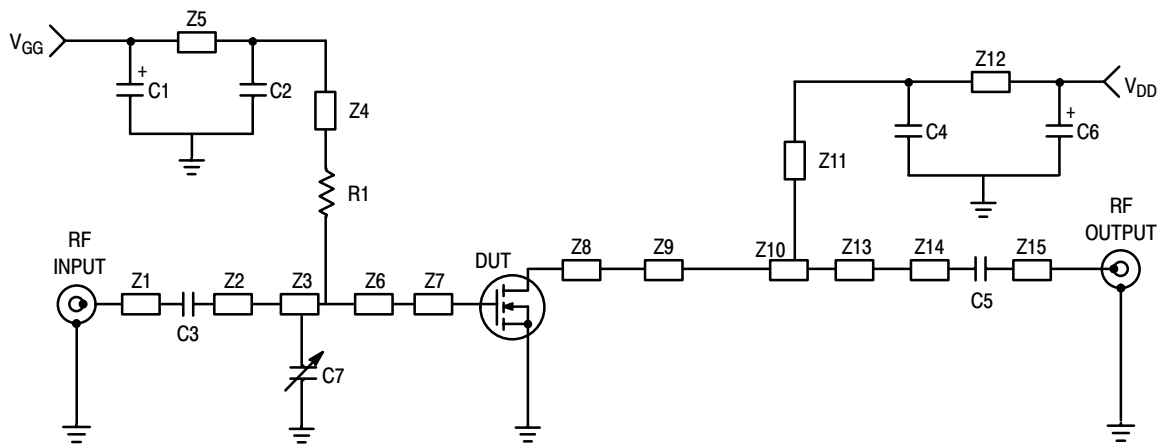 VGG
Z5
+
C1
C2
Z4
R1
RF
INPUT
Z1
C3
Z2
Z3
C7
Z6
Z7
DUT
Z8
Z9
Z10
Z11
C4
Z12
+
C6
VDD
Z13
Z14
C5
Z15
RF
OUTPUT